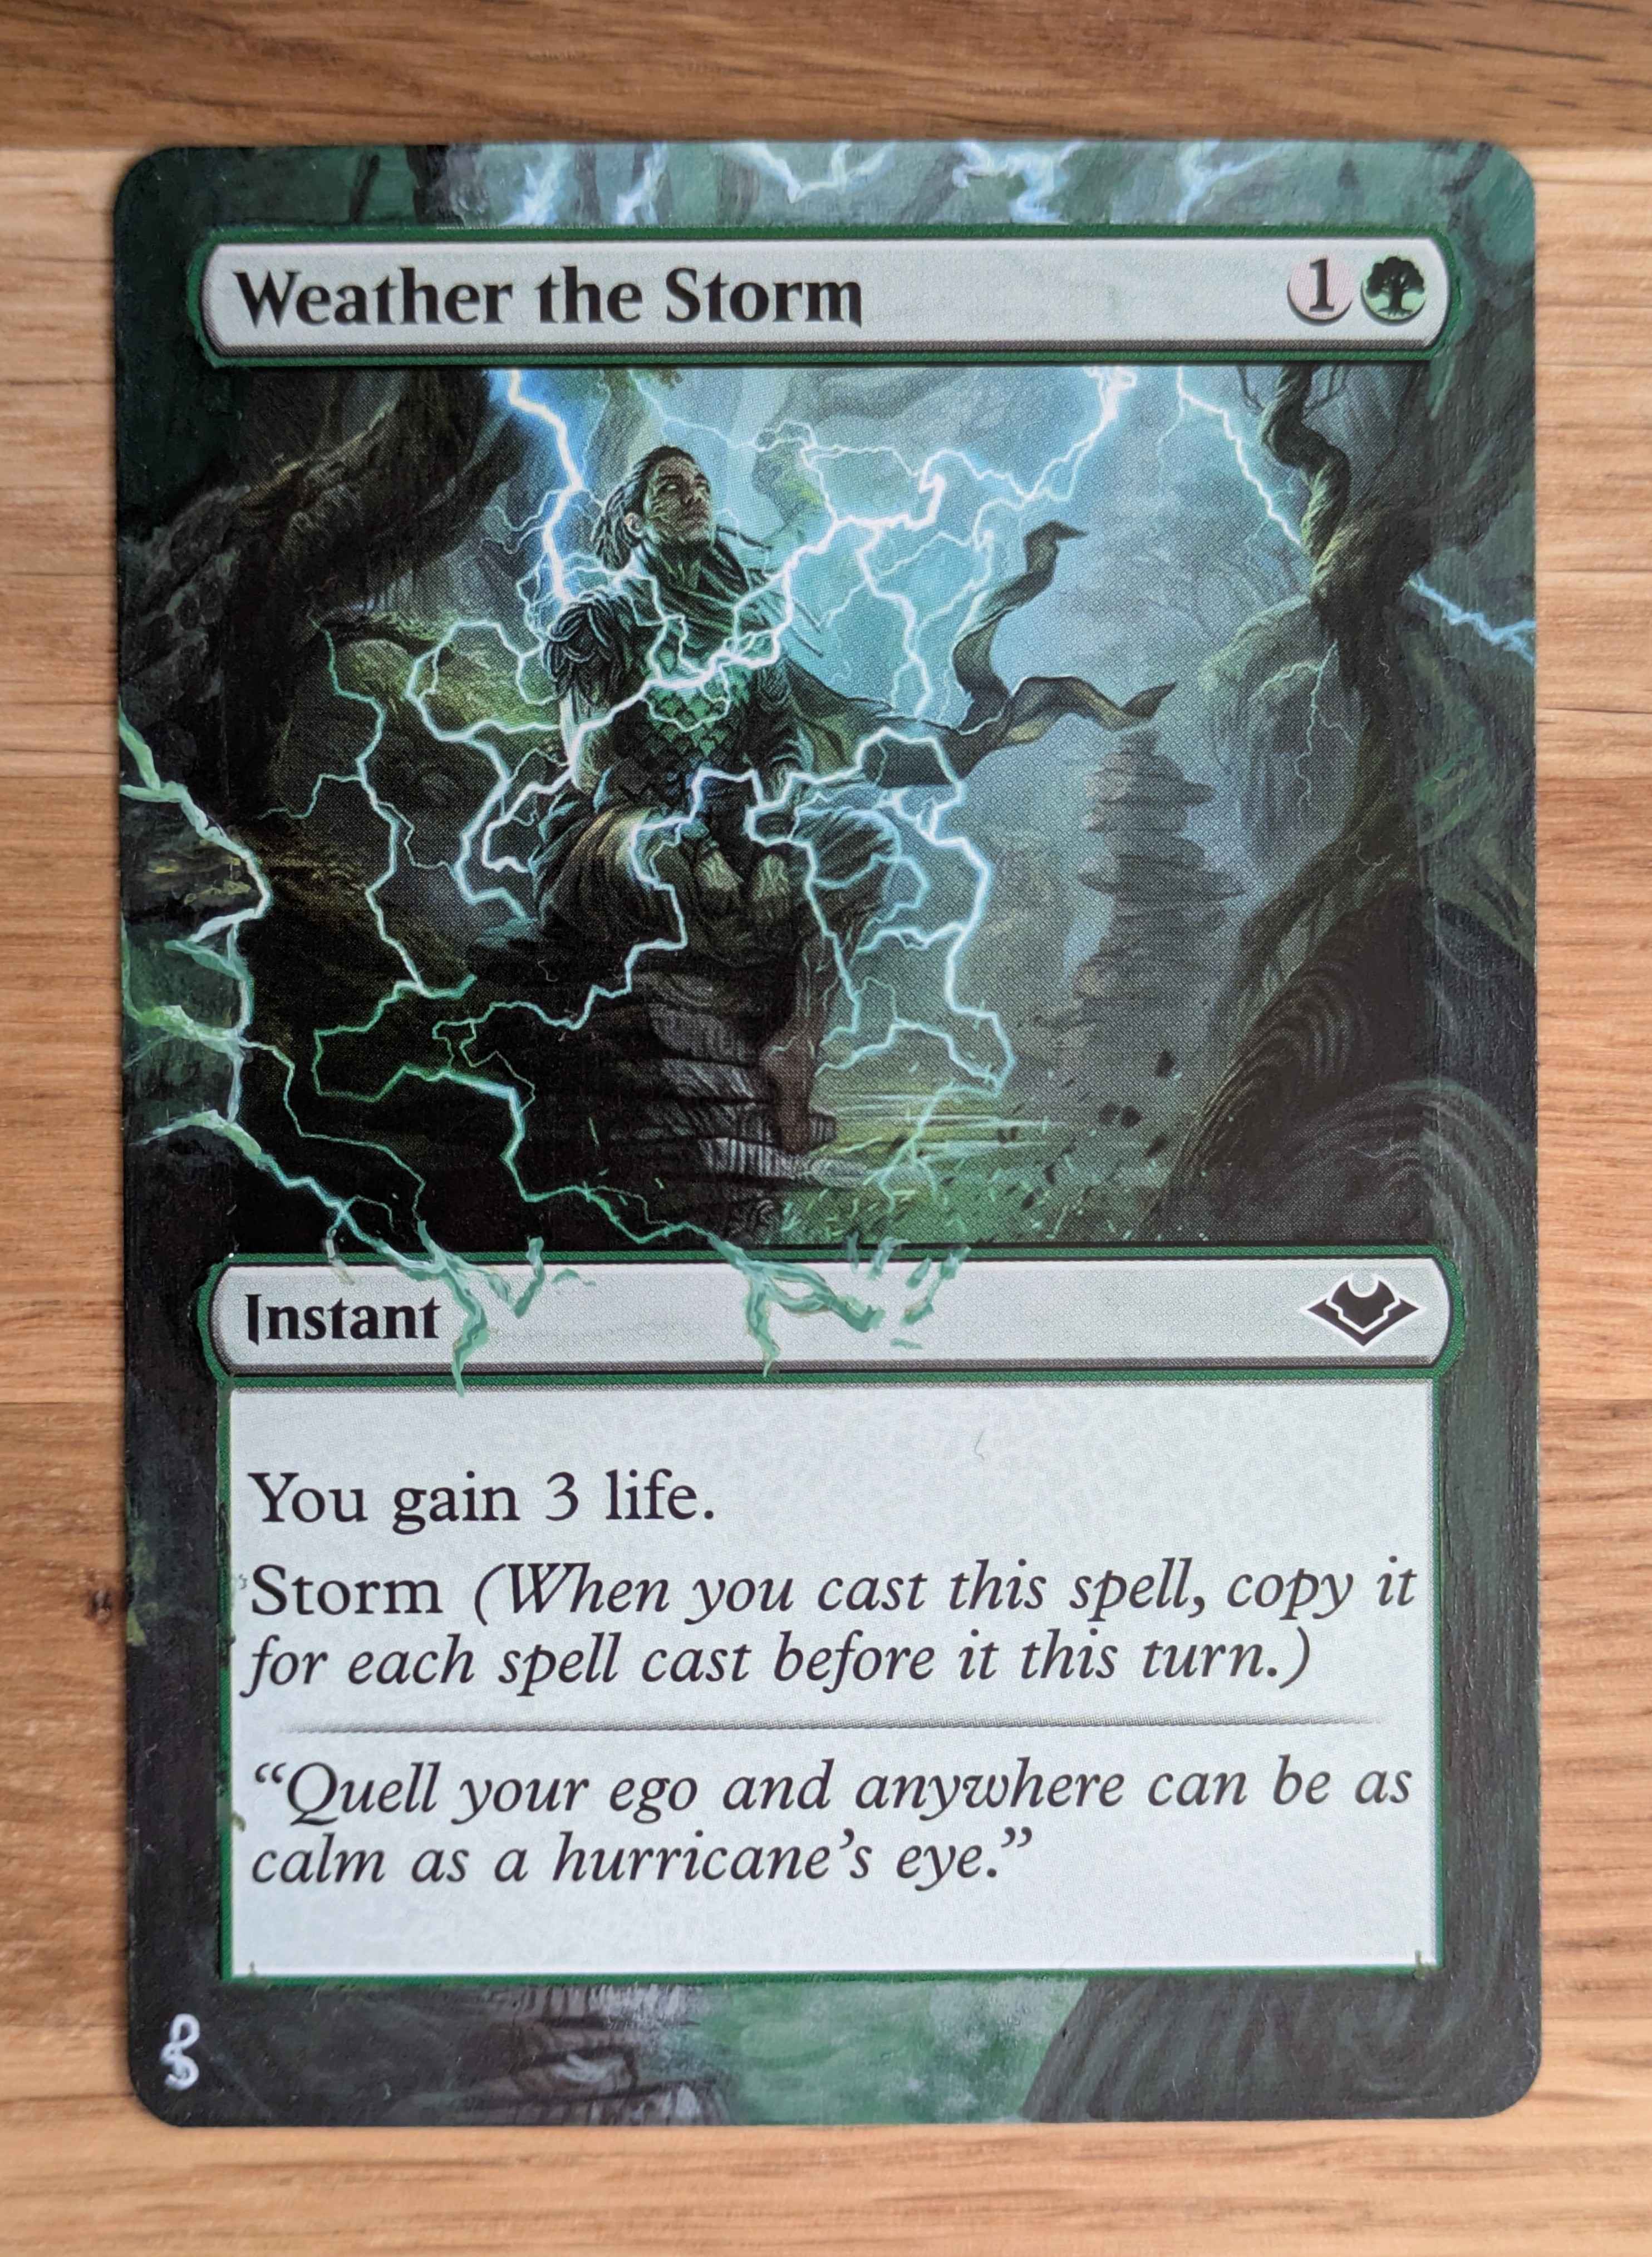 Weather the Storm 1
Instant
You gain 3 life.
Storm (When you cast this spell, copy it
for each spell cast before it this turn.)
“Quell your ego and anywhere can be as
calm as a hurricane’s eye.”